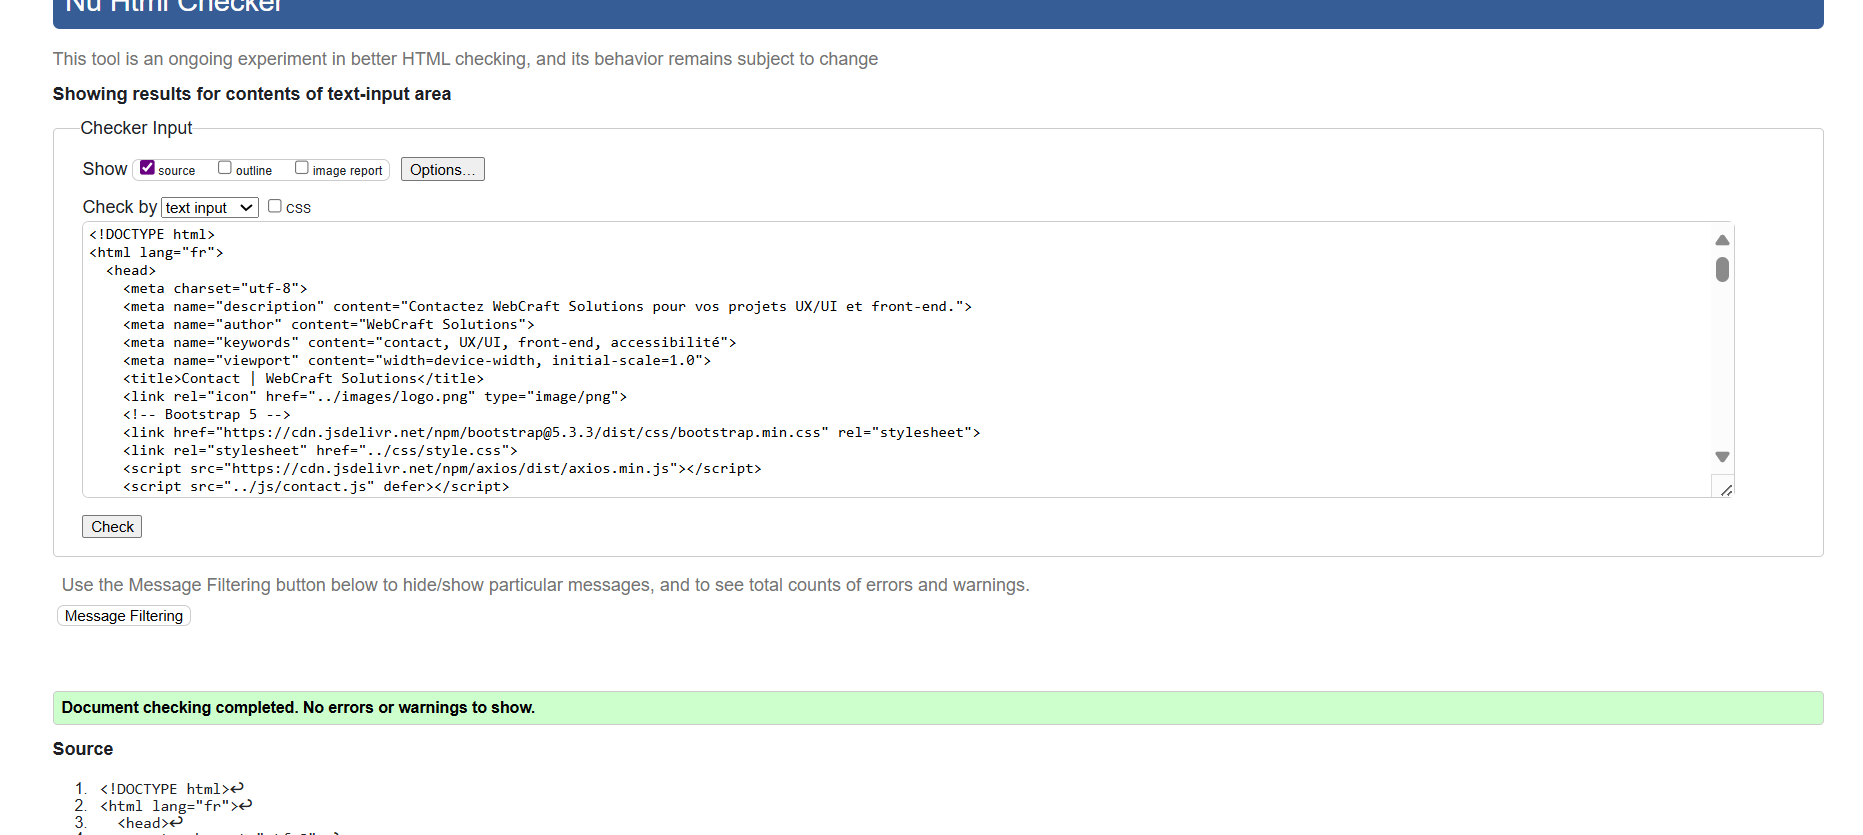 Nu Html Checker
This tool is an ongoing experiment in better HTML checking, and its behavior remains subject to change
Showing results for contents of text-input area
Checker Input
Show source outline image report Options...
Check by text input CSS
<!DOCTYPE html>
<html lang="fr">
  <head>
    <meta charset="utf-8">
    <meta name="description" content="Contactez WebCraft Solutions pour vos projets UX/UI et front-end.">
    <meta name="author" content="WebCraft Solutions">
    <meta name="keywords" content="contact, UX/UI, front-end, accessibilité">
    <meta name="viewport" content="width=device-width, initial-scale=1.0">
    <title>Contact | WebCraft Solutions</title>
    <link rel="icon" href="../images/logo.png" type="image/png">
    <!-- Bootstrap 5 -->
    <link href="https://cdn.jsdelivr.net/npm/bootstrap@5.3.3/dist/css/bootstrap.min.css" rel="stylesheet">
    <link rel="stylesheet" href="../css/style.css">
    <script src="https://cdn.jsdelivr.net/npm/axios/dist/axios.min.js"></script>
    <script src="../js/contact.js" defer></script>
Check
Use the Message Filtering button below to hide/show particular messages, and to see total counts of errors and warnings.
Message Filtering
Document checking completed. No errors or warnings to show.
Source
1. <!DOCTYPE html>↩
2. <html lang="fr">↩
3.   <head>↩